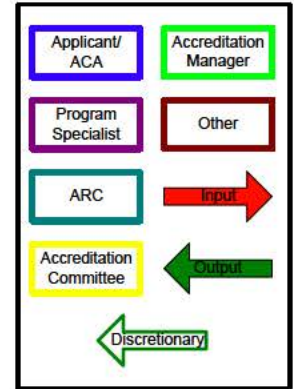 Applicant/
ACA
Accreditation
Manager
Program
Specialist
Other
ARC
Input
Accreditation
Committee
Output
Discretionary